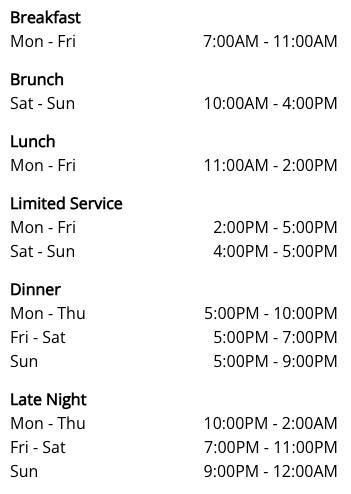 Breakfast
Mon - Fri 7:00AM - 11:00AM
Brunch
Sat - Sun 10:00AM - 4:00PM
Lunch
Mon - Fri 11:00AM - 2:00PM
Limited Service
Mon - Fri 2:00PM - 5:00PM
Sat - Sun 4:00PM - 5:00PM
Dinner
Mon - Thu 5:00PM - 10:00PM
Fri - Sat 5:00PM - 7:00PM
Sun 5:00PM - 9:00PM
Late Night
Mon - Thu 10:00PM - 2:00AM
Fri - Sat 7:00PM - 11:00PM
Sun 9:00PM - 12:00AM